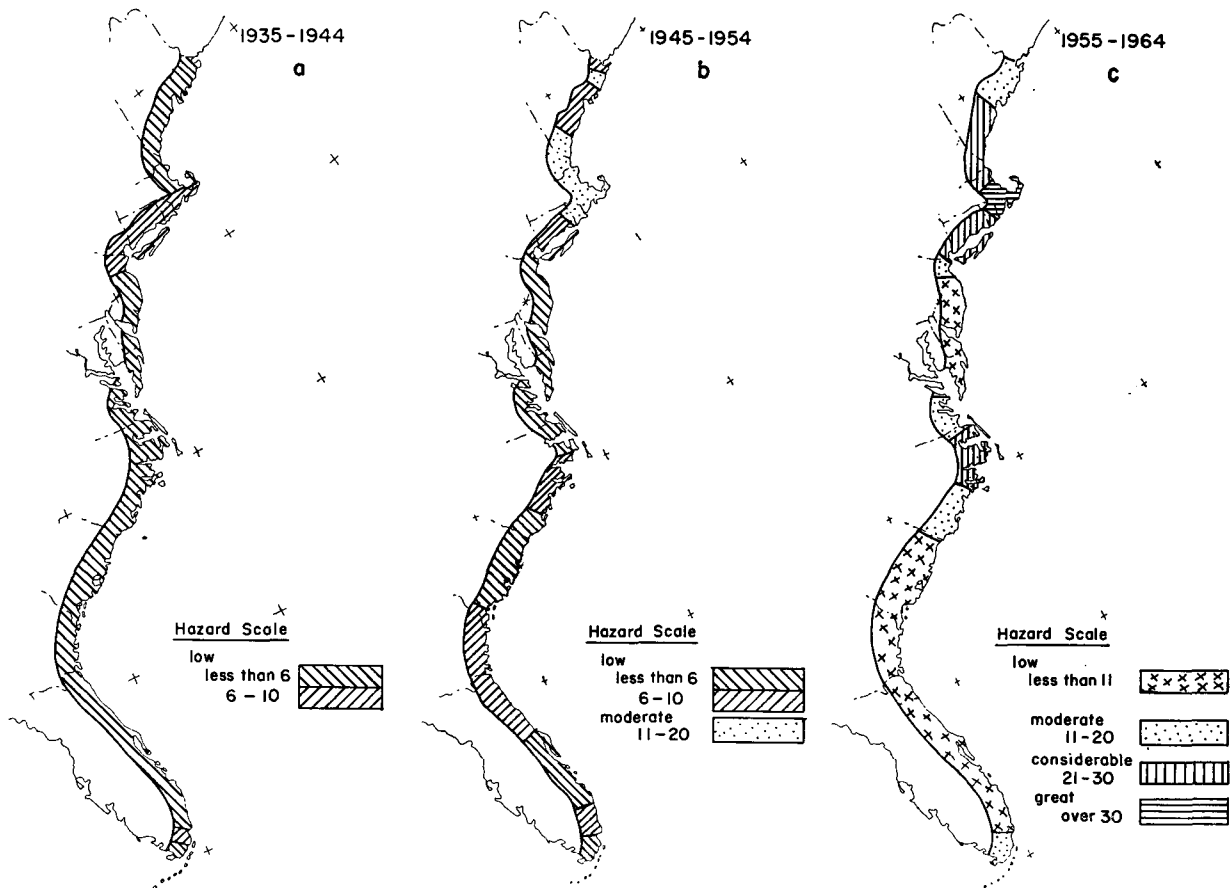 1935-1944
a
Hazard Scale
low
less than 6
6-10
1945-1954
b
Hazard Scale
low
less than 6
6-10
moderate
11-20
1955-1964
c
Hazard Scale
low
less than 11
moderate
11-20
considerable
21-30
great
over 30